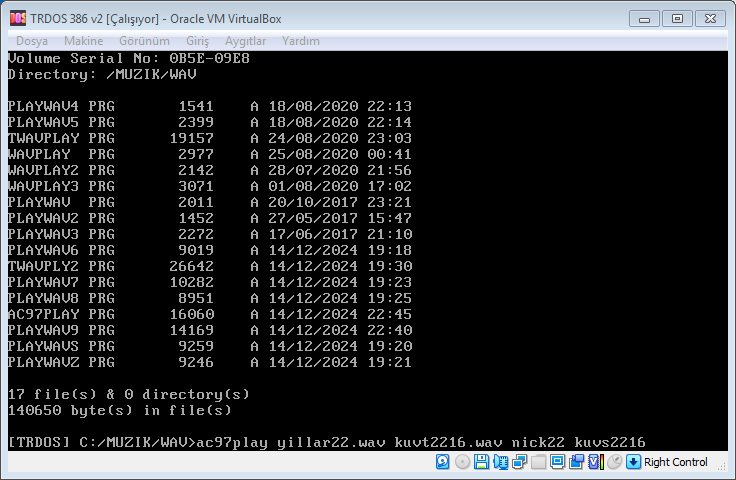 TRDOS 386 v2 [Çalışıyor] - Oracle VM VirtualBox
Dosya Makine Görünüm Giriş Aygıtlar Yardım
Volume Serial No: 0B5E-09E8
Directory: /MUZIK/WAV
PLAYWAV4 PRG 1541 A 18/08/2020 22:13
PLAYWAV5 PRG 2399 A 18/08/2020 22:14
TWAVPLAY PRG 19157 A 24/08/2020 23:03
WAVPLAY PRG 2977 A 25/08/2020 00:41
WAVPLAY2 PRG 2142 A 28/07/2020 21:56
WAVPLAY3 PRG 3071 A 01/08/2020 17:02
PLAYWAV PRG 2011 A 20/10/2017 23:21
PLAYWAV2 PRG 1452 A 27/05/2017 15:47
PLAYWAV3 PRG 2272 A 17/06/2017 21:10
PLAYWAV6 PRG 9019 A 14/12/2024 19:18
TWAVPLY2 PRG 26642 A 14/12/2024 19:30
PLAYWAV7 PRG 10282 A 14/12/2024 19:23
PLAYWAV8 PRG 8951 A 14/12/2024 19:25
AC97PLAY PRG 16060 A 14/12/2024 22:45
PLAYWAV9 PRG 14169 A 14/12/2024 22:40
PLAYWAVS PRG 9259 A 14/12/2024 19:20
PLAYWAVZ PRG 9246 A 14/12/2024 19:21
17 file(s) & 0 directory(s)
140650 byte(s) in file(s)
[TRDOS] C:/MUZIK/WAV>ac97play yillar22.wav kuvt2216.wav nick22 kuvs2216
Right Control